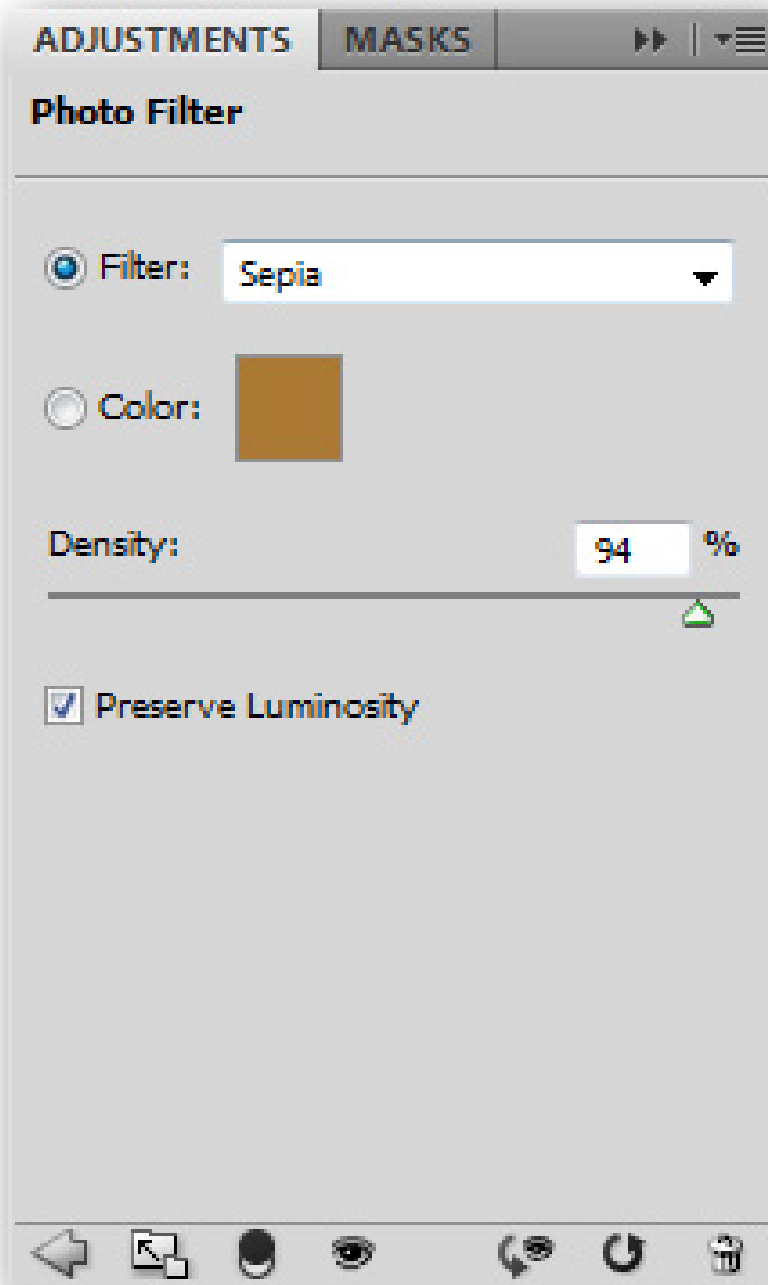 ADJUSTMENTS MASKS
Photo Filter
Filter: Sepia
Color:
Density: 94 %
Preserve Luminosity